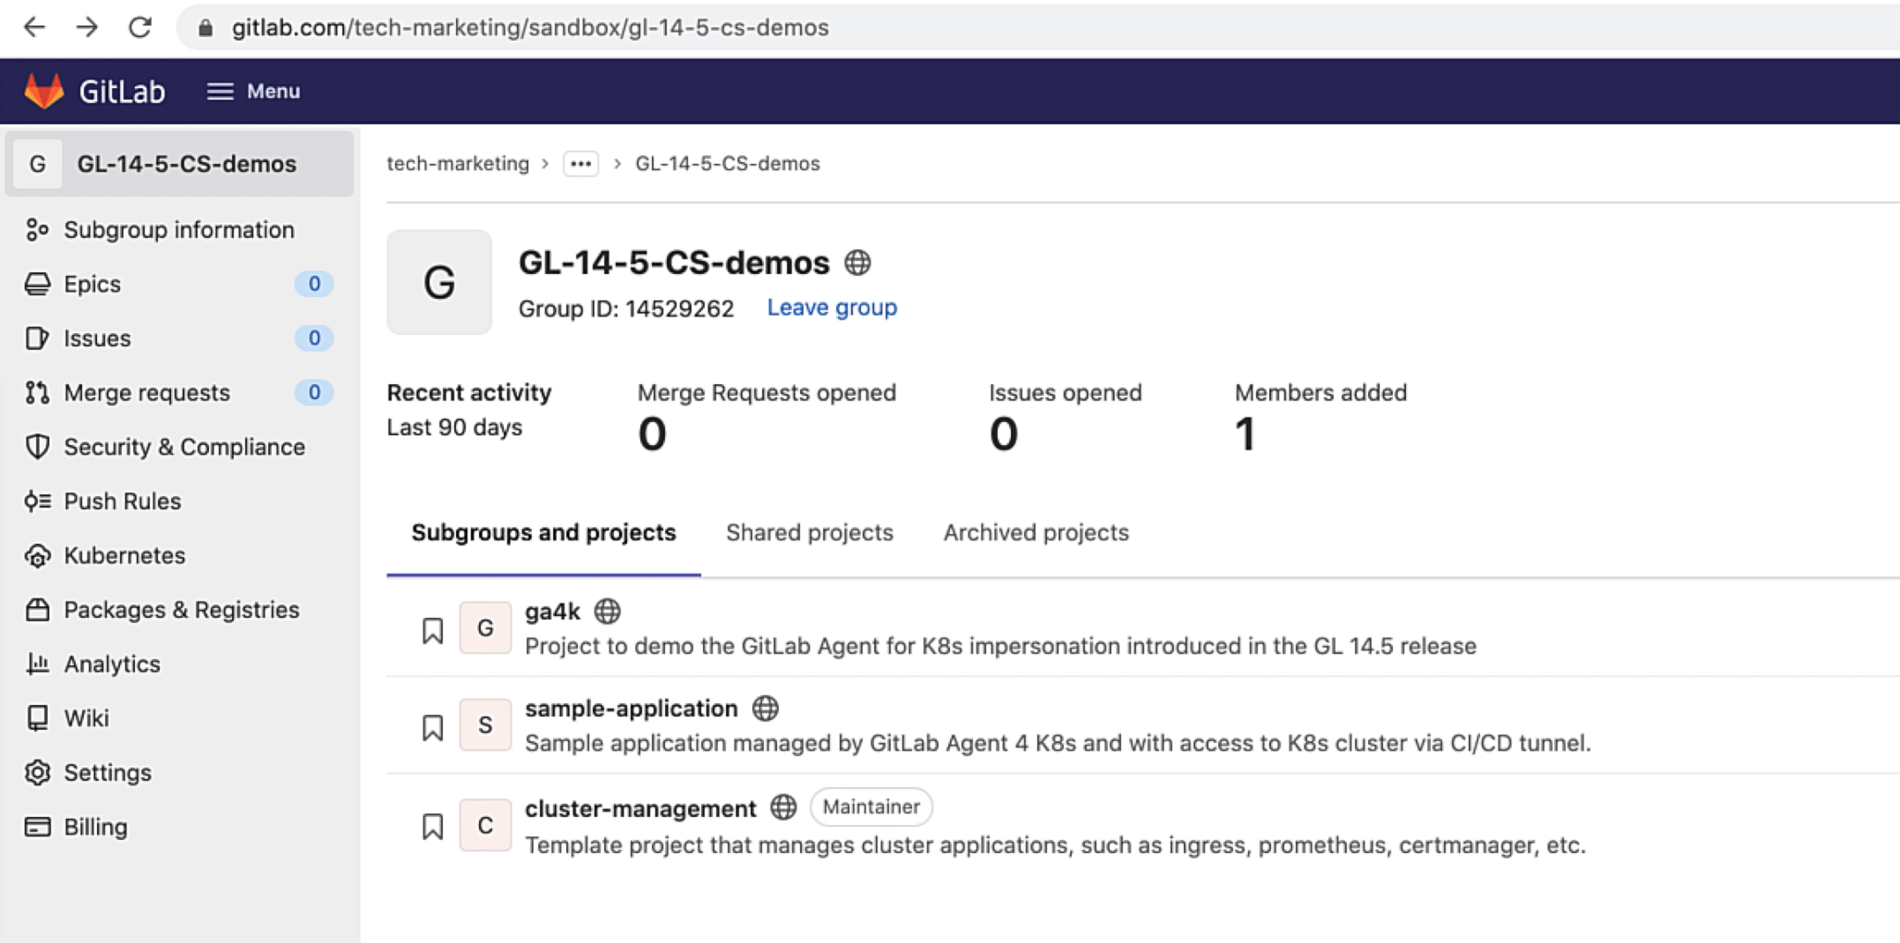 gitlab.com/tech-marketing/sandbox/gl-14-5-cs-demos
GitLab Menu
G GL-14-5-CS-demos
Subgroup information
Epics 0
Issues 0
Merge requests 0
Security & Compliance
Push Rules
Kubernetes
Packages & Registries
Analytics
Wiki
Settings
Billing
tech-marketing > ••• > GL-14-5-CS-demos
G
GL-14-5-CS-demos
Group ID: 14529262 Leave group
Recent activity
Last 90 days
Merge Requests opened
0
Issues opened
0
Members added
1
Subgroups and projects Shared projects Archived projects
G ga4k
Project to demo the GitLab Agent for K8s impersonation introduced in the GL 14.5 release
S sample-application
Sample application managed by GitLab Agent 4 K8s and with access to K8s cluster via CI/CD tunnel.
C cluster-management Maintainer
Template project that manages cluster applications, such as ingress, prometheus, certmanager, etc.